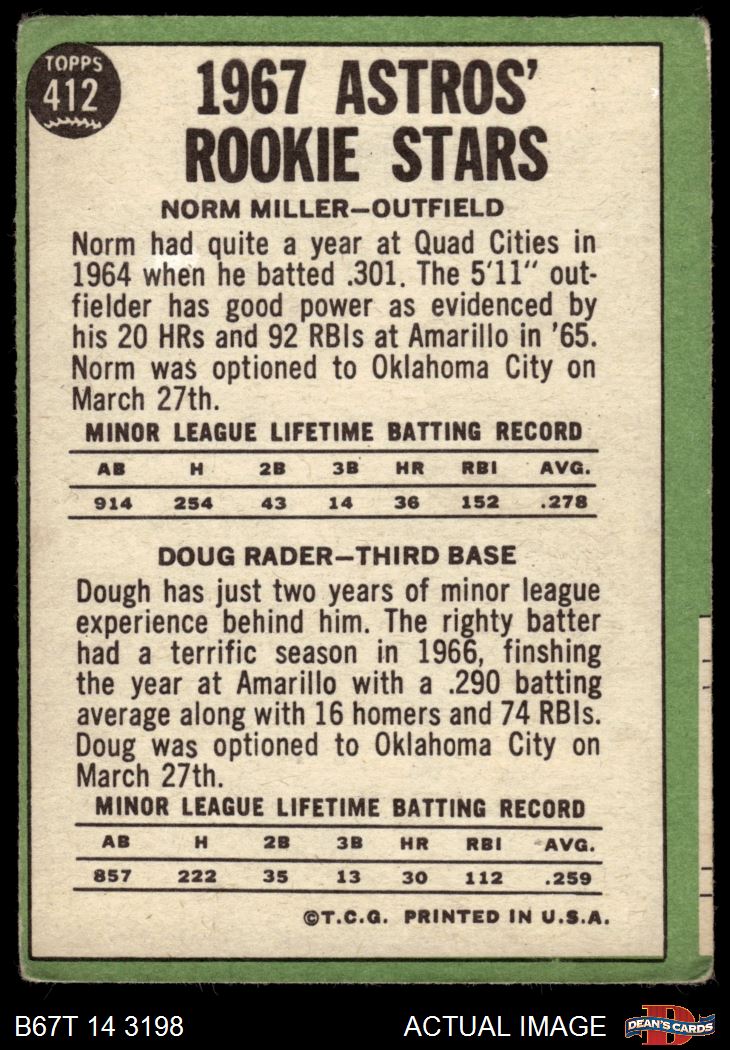 TOPPS
412
1967 ASTROS'
ROOKIE STARS
NORM MILLER—OUTFIELD
Norm had quite a year at Quad Cities in
1964 when he batted .301. The 5'11" out-
fielder has good power as evidenced by
his 20 HRs and 92 RBIs at Amarillo in '65.
Norm was optioned to Oklahoma City on
March 27th.
MINOR LEAGUE LIFETIME BATTING RECORD
AB H 2B 3B HR RBI AVG.
914 254 43 14 36 152 .278
DOUG RADER—THIRD BASE
Dough has just two years of minor league
experience behind him. The righty batter
had a terrific season in 1966, finshing
the year at Amarillo with a .290 batting
average along with 16 homers and 74 RBIs.
Doug was optioned to Oklahoma City on
March 27th.
MINOR LEAGUE LIFETIME BATTING RECORD
AB H 2B 3B HR RBI AVG.
857 222 35 13 30 112 .259
©T.C.G. PRINTED IN U.S.A.
B67T 14 3198 ACTUAL IMAGE
D
DEAN'S CARDS